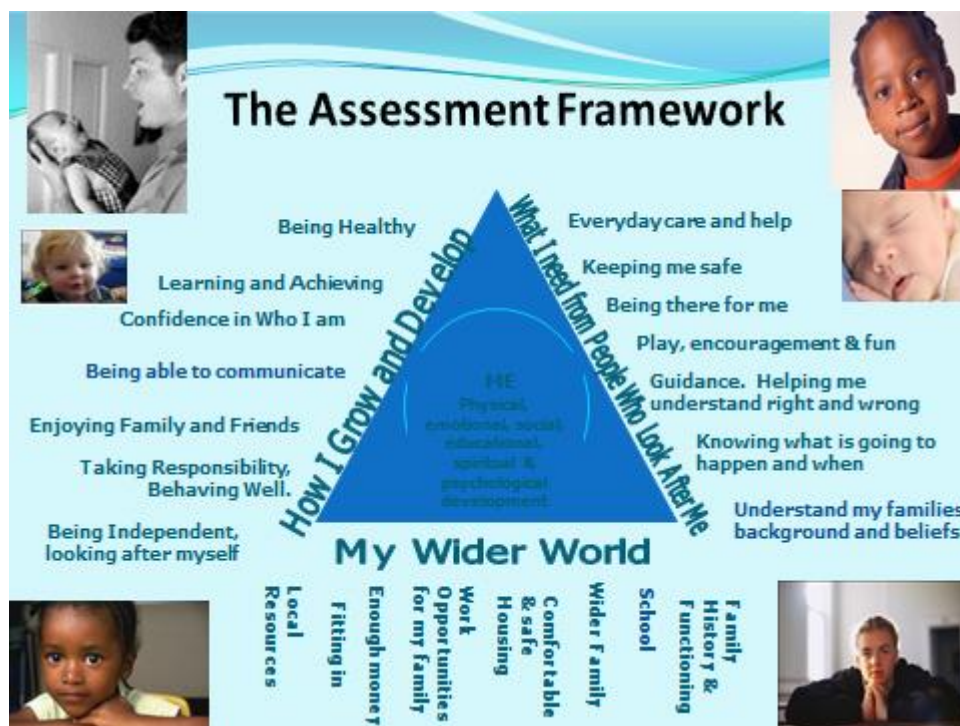 The Assessment Framework
Being Healthy
Learning and Achieving
Confidence in Who I am
Being able to communicate
Enjoying Family and Friends
Taking Responsibility,
Behaving Well.
Being Independent,
looking after myself
How I Grow and Develop
ME
Physical,
emotional, social,
educational,
spiritual &
psychological
development
What I need from People Who Look After Me
Everyday care and help
Keeping me safe
Being there for me
Play, encouragement & fun
Guidance. Helping me
understand right and wrong
Knowing what is going to
happen and when
Understand my families
background and beliefs
My Wider World
Local
Resources
Fitting in
Enough money
Work
Opportunities
for my family
Comfortable
& safe
Housing
Wider Family
School
Family
History &
Functioning